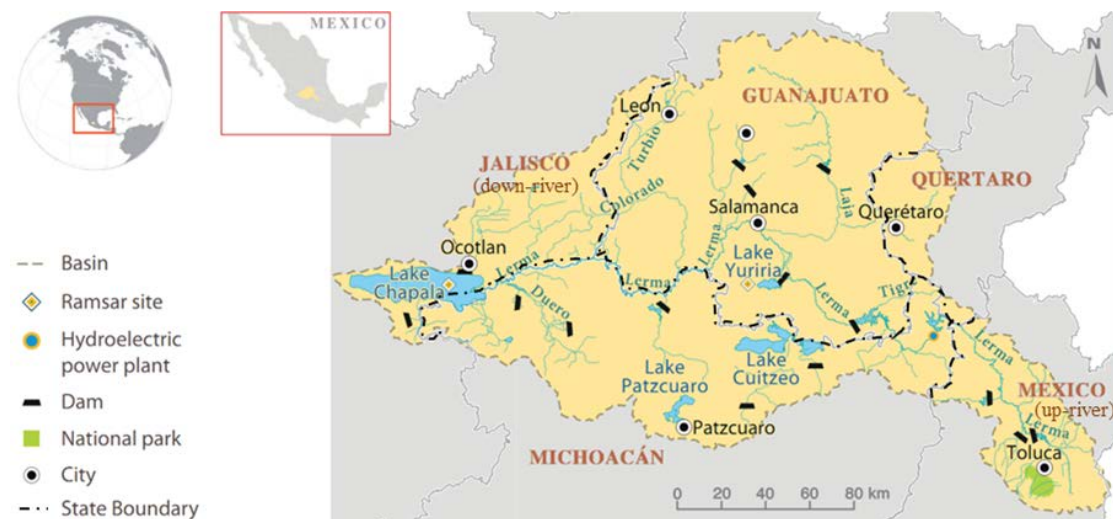 MEXICO
N
GUANAJUATO
Leon
Turbio
JALISCO
(down-river)
QUERTARO
Colorado
Laja
Salamanca
Querétaro
Ocotlan
Lerma
Lake
Yuriria
Lake
Chapala
Lerma
Lerma
Tigre
Duero
Lerma
Lerma
Lake
Cuitzeo
Lake
Patzcuaro
MEXICO
(up-river)
Lerma
Patzcuaro
Toluca
MICHOACÁN
0 20 40 80 km
Basin
Ramsar site
Hydroelectric
power plant
Dam
National park
City
State Boundary